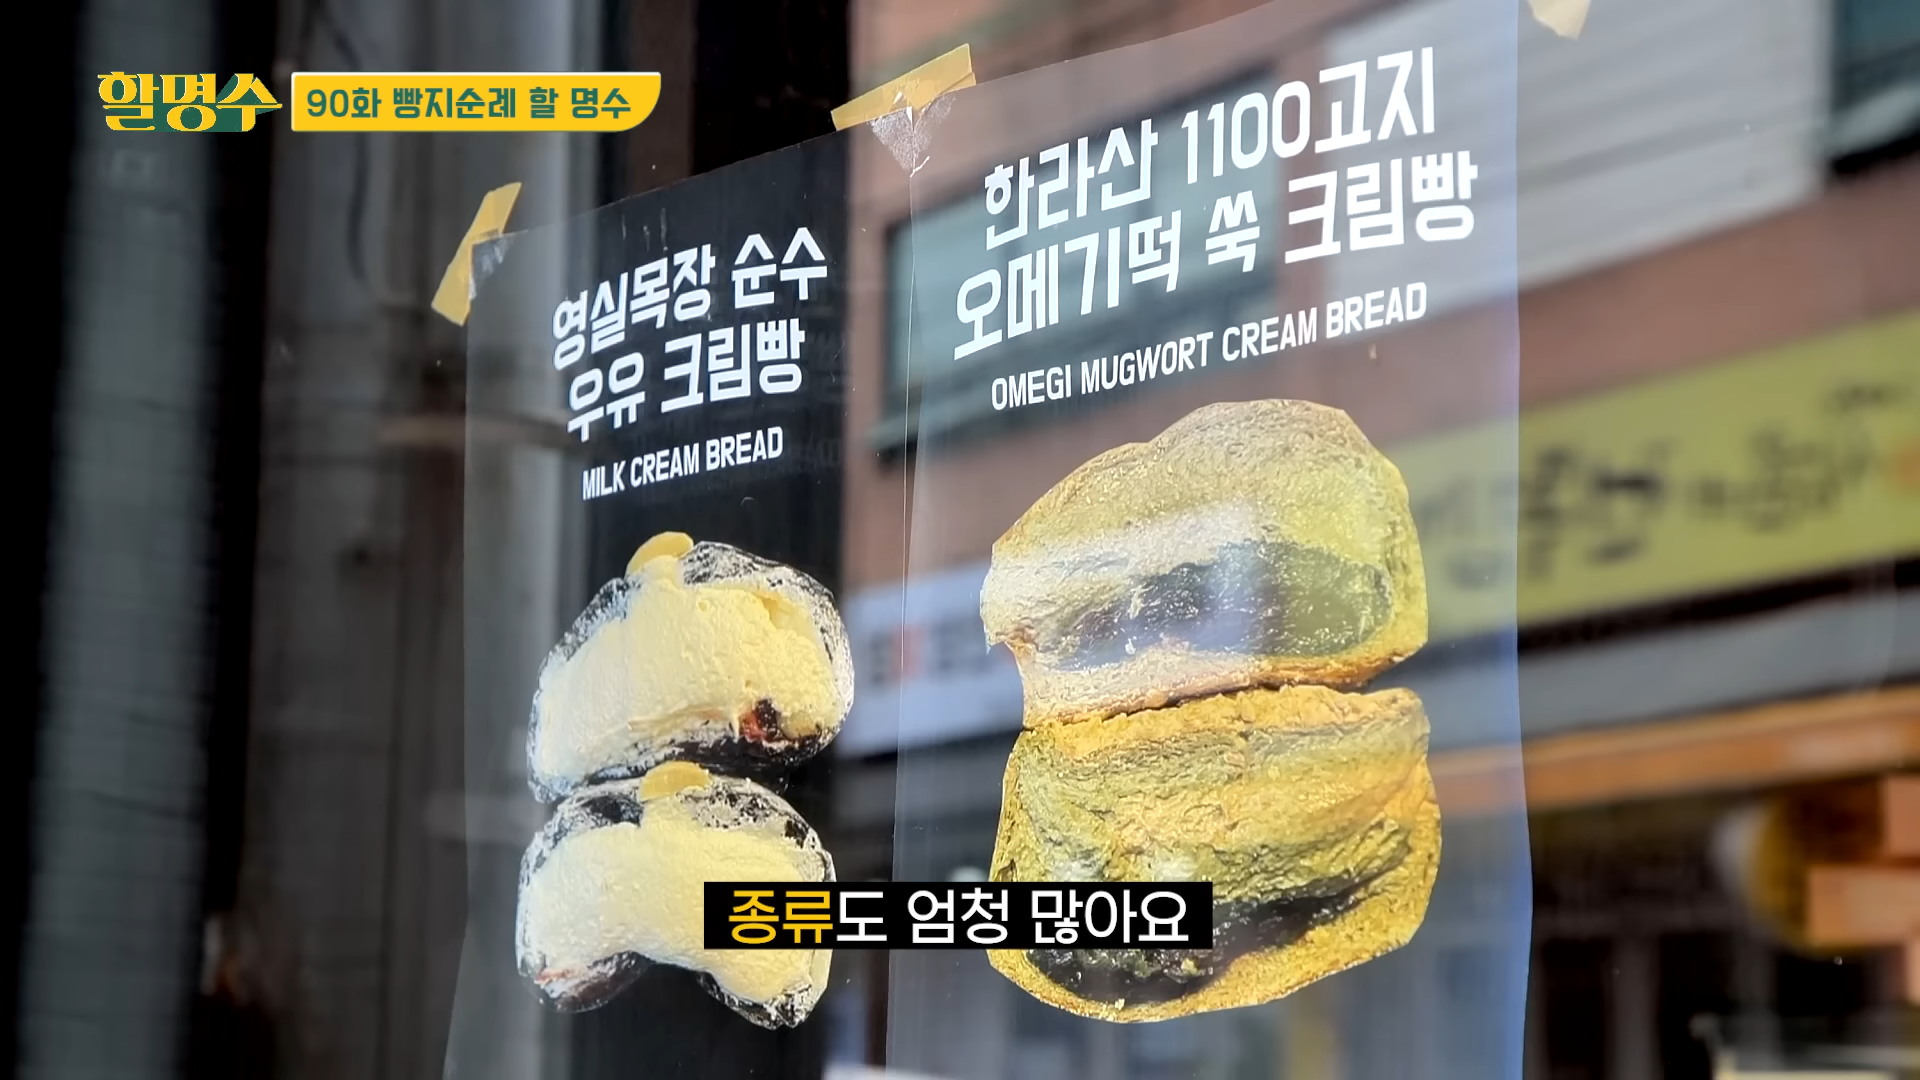 할명수
90화 빵지순례 할 명수
영실목장 순수
우유 크림빵
MILK CREAM BREAD
한라산 1100고지
오메기떡 쑥 크림빵
OMEGI MUGWORT CREAM BREAD
종류도 엄청 많아요